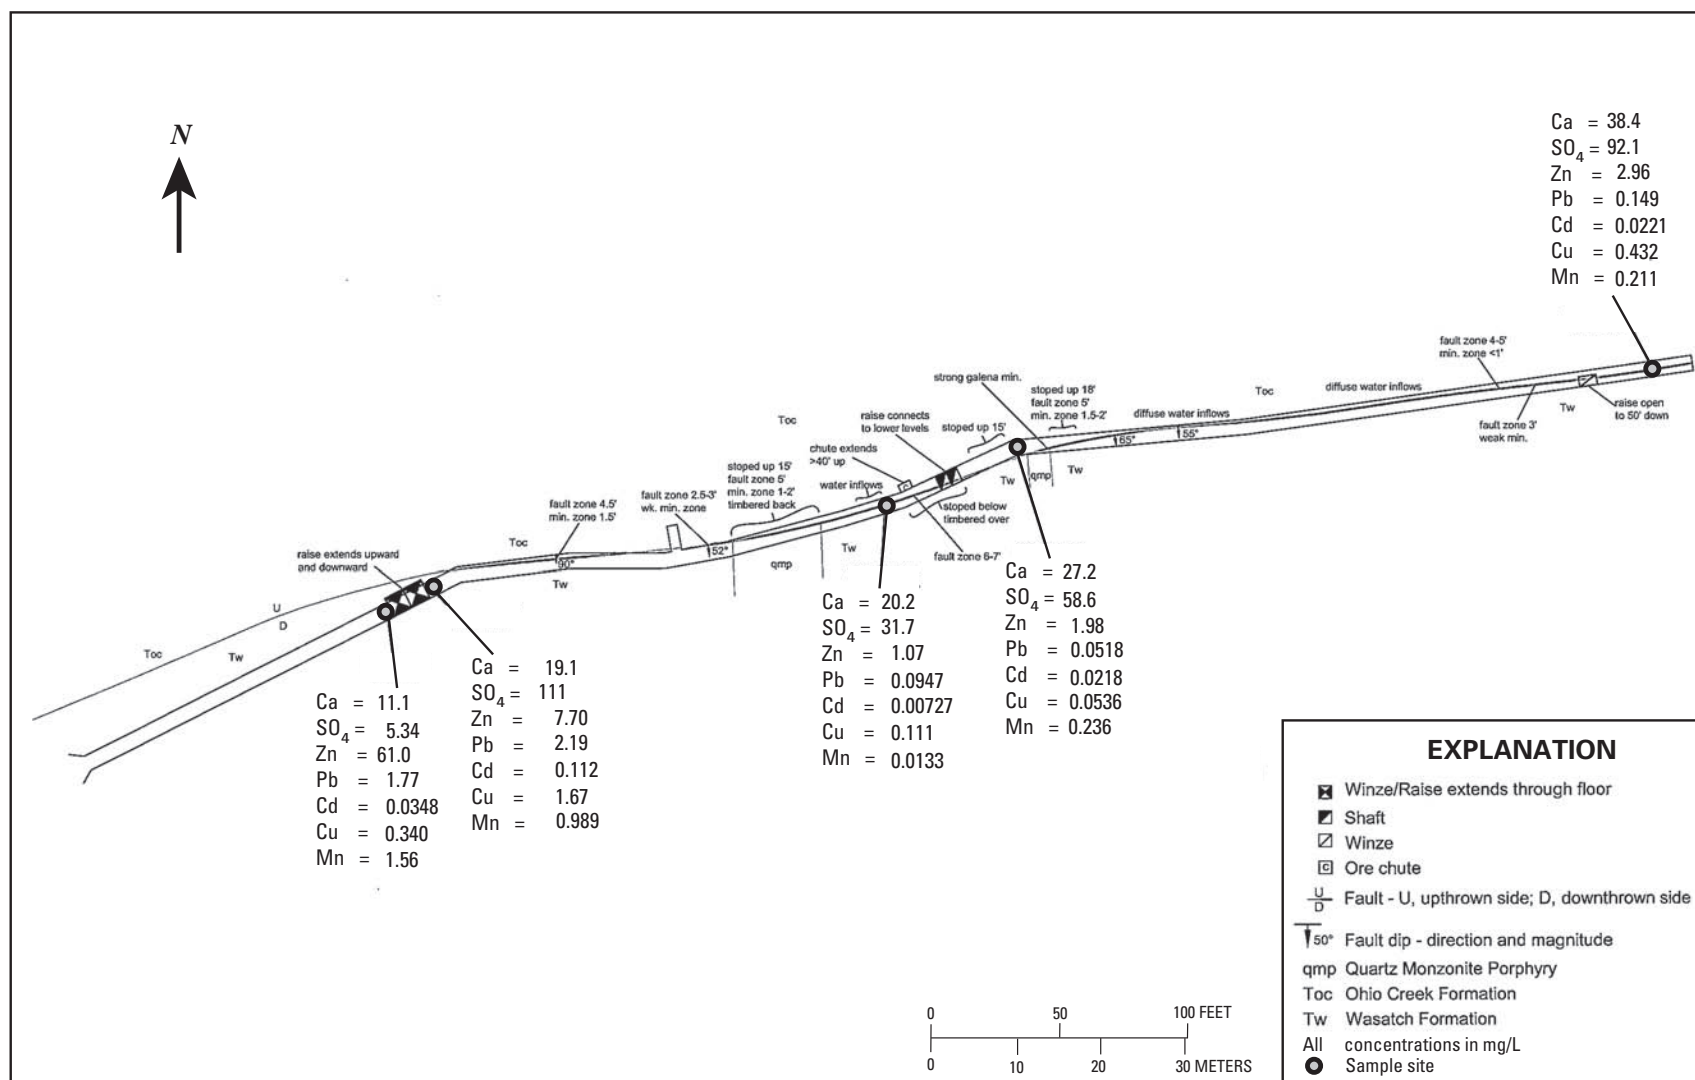 N
Ca = 38.4
SO4 = 92.1
Zn = 2.96
Pb = 0.149
Cd = 0.0221
Cu = 0.432
Mn = 0.211
fault zone 4-5'
min. zone <1'
strong galena min.
stoped up 18'
fault zone 5'
min. zone 1.5-2'
Toc
diffuse water inflows
diffuse water inflows
raise open
to 50' down
Tw
fault zone 3'
weak min.
55°
65°
Toc
raise connects
to lower levels
stoped up 15'
chute extends
>40' up
C
water inflows
Tw
qmp
Tw
stoped below
timbered over
fault zone 6-7'
stoped up 15'
fault zone 5'
min. zone 1-2'
timbered back
Tw
qmp
fault zone 2.5-3'
wk. min. zone
52°
fault zone 4.5'
min. zone 1.5'
Toc
90°
Tw
raise extends upward
and downward
U
D
Toc
Tw
Ca = 11.1
SO4 = 5.34
Zn = 61.0
Pb = 1.77
Cd = 0.0348
Cu = 0.340
Mn = 1.56
Ca = 19.1
SO4 = 111
Zn = 7.70
Pb = 2.19
Cd = 0.112
Cu = 1.67
Mn = 0.989
Ca = 20.2
SO4 = 31.7
Zn = 1.07
Pb = 0.0947
Cd = 0.00727
Cu = 0.111
Mn = 0.0133
Ca = 27.2
SO4 = 58.6
Zn = 1.98
Pb = 0.0518
Cd = 0.0218
Cu = 0.0536
Mn = 0.236
EXPLANATION
Winze/Raise extends through floor
Shaft
Winze
C Ore chute
U
D Fault - U, upthrown side; D, downthrown side
50° Fault dip - direction and magnitude
qmp Quartz Monzonite Porphyry
Toc Ohio Creek Formation
Tw Wasatch Formation
All concentrations in mg/L
Sample site
0 50 100 FEET
0 10 20 30 METERS